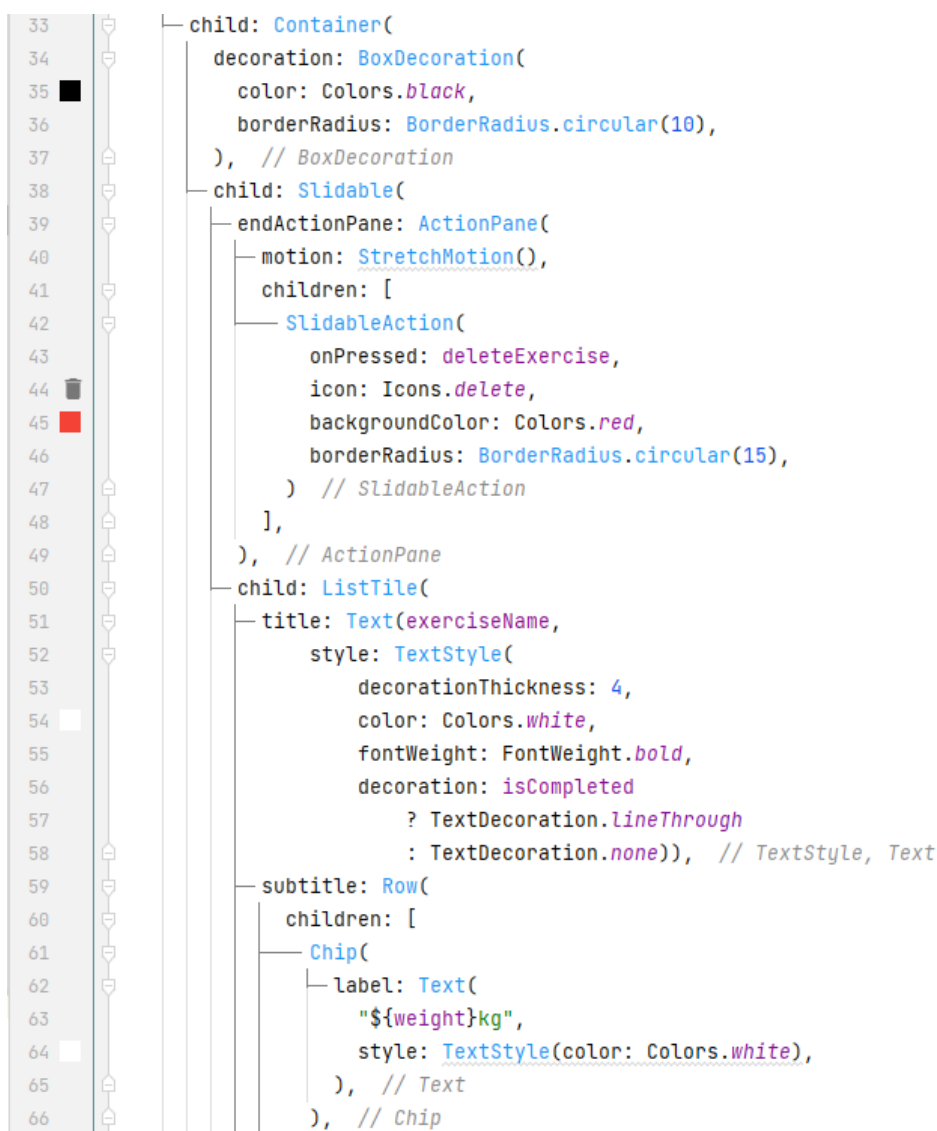 33 child: Container(
34 decoration: BoxDecoration(
35 color: Colors.black,
36 borderRadius: BorderRadius.circular(10),
37 ), // BoxDecoration
38 child: Slidable(
39 endActionPane: ActionPane(
40 motion: StretchMotion(),
41 children: [
42 SlidableAction(
43 onPressed: deleteExercise,
44 icon: Icons.delete,
45 backgroundColor: Colors.red,
46 borderRadius: BorderRadius.circular(15),
47 ) // SlidableAction
48 ],
49 ), // ActionPane
50 child: ListTile(
51 title: Text(exerciseName,
52 style: TextStyle(
53 decorationThickness: 4,
54 color: Colors.white,
55 fontWeight: FontWeight.bold,
56 decoration: isCompleted
57 ? TextDecoration.lineThrough
58 : TextDecoration.none)), // TextStyle, Text
59 subtitle: Row(
60 children: [
61 Chip(
62 label: Text(
63 "${weight}kg",
64 style: TextStyle(color: Colors.white),
65 ), // Text
66 ), // Chip